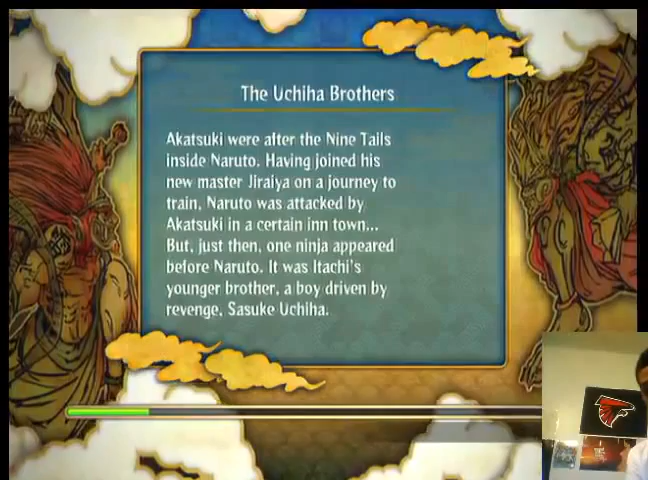 The Uchiha Brothers
Akatsuki were after the Nine Tails
inside Naruto. Having joined his
new master Jiraiya on a journey to
train, Naruto was attacked by
Akatsuki in a certain inn town...
But, just then, one ninja appeared
before Naruto. It was Itachi's
younger brother, a boy driven by
revenge, Sasuke Uchiha.